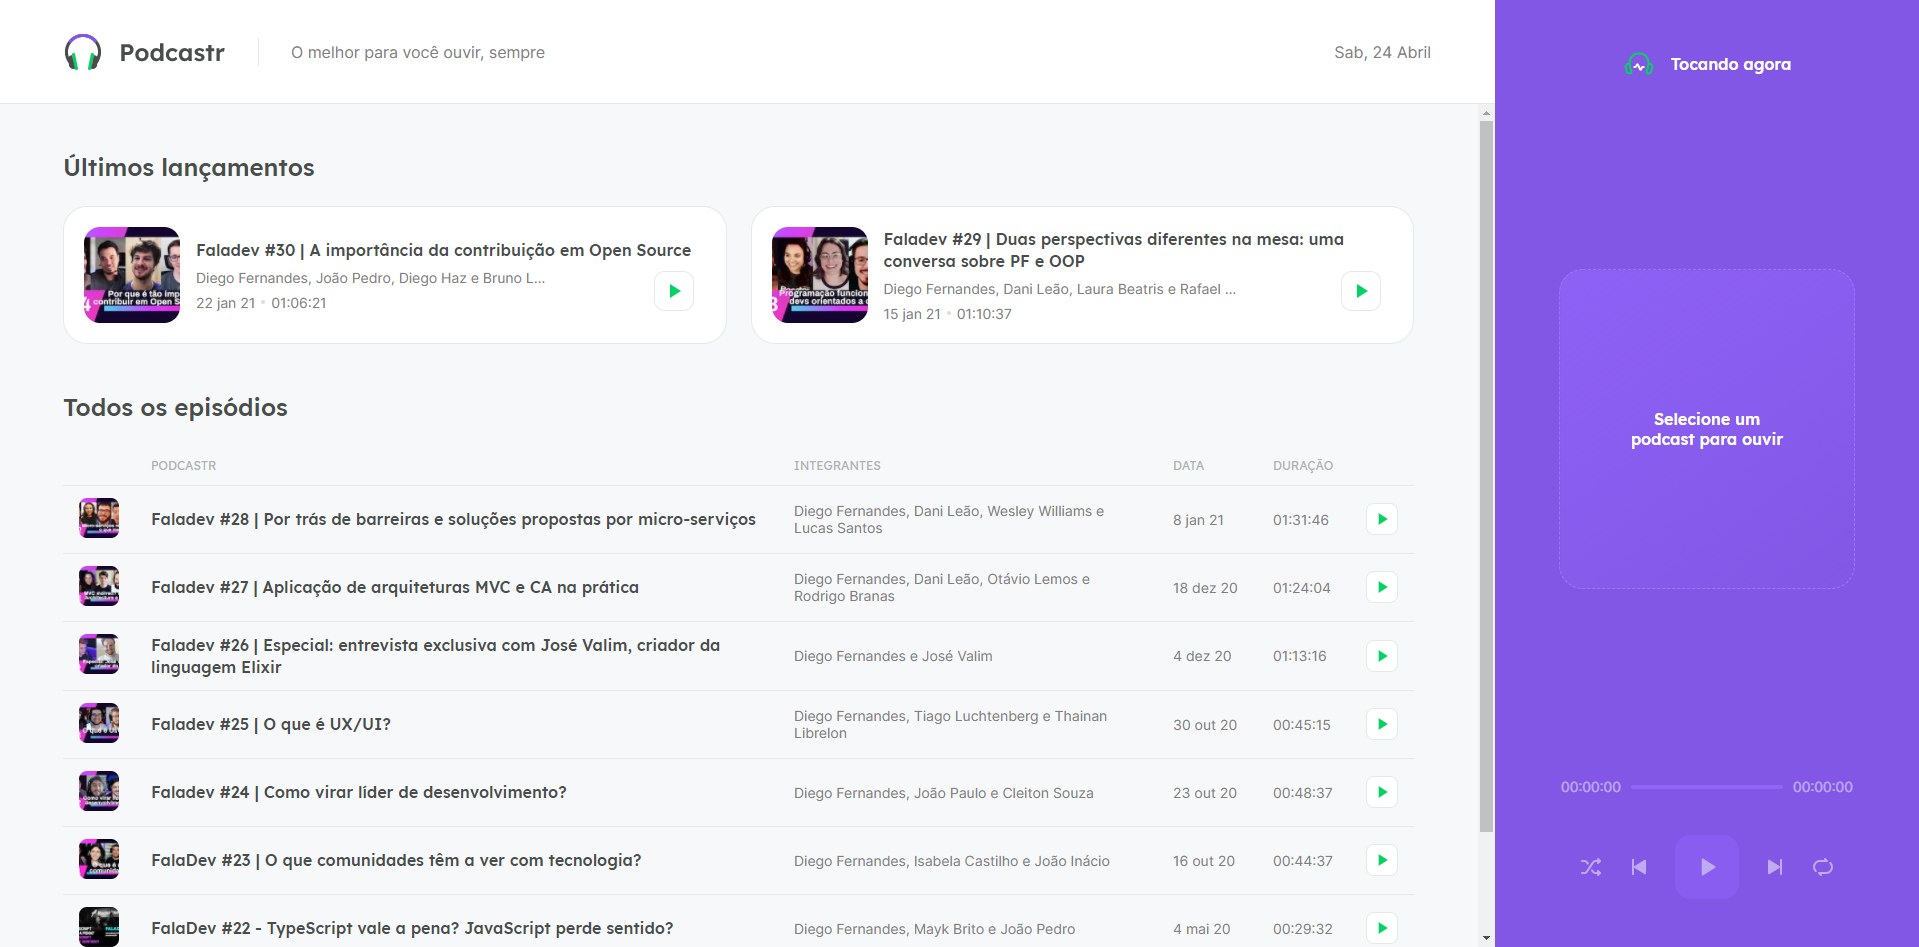 Podcastr
O melhor para você ouvir, sempre
Sab, 24 Abril
Últimos lançamentos
Por que é tão imp
contribuir em Open S
Faladev #30 | A importância da contribuição em Open Source
Diego Fernandes, João Pedro, Diego Haz e Bruno L...
22 jan 21 • 01:06:21
Programação funcion
devs orientados a o
Faladev #29 | Duas perspectivas diferentes na mesa: uma
conversa sobre PF e OOP
Diego Fernandes, Dani Leão, Laura Beatris e Rafael ...
15 jan 21 • 01:10:37
Todos os episódios
PODCASTR
INTEGRANTES
DATA
DURAÇÃO
Faladev #28 | Por trás de barreiras e soluções propostas por micro-serviços
Diego Fernandes, Dani Leão, Wesley Williams e
Lucas Santos
8 jan 21
01:31:46
Faladev #27 | Aplicação de arquiteturas MVC e CA na prática
Diego Fernandes, Dani Leão, Otávio Lemos e
Rodrigo Branas
18 dez 20
01:24:04
Faladev #26 | Especial: entrevista exclusiva com José Valim, criador da
linguagem Elixir
Diego Fernandes e José Valim
4 dez 20
01:13:16
Faladev #25 | O que é UX/UI?
Diego Fernandes, Tiago Luchtenberg e Thainan
Librelon
30 out 20
00:45:15
Faladev #24 | Como virar líder de desenvolvimento?
Diego Fernandes, João Paulo e Cleiton Souza
23 out 20
00:48:37
FalaDev #23 | O que comunidades têm a ver com tecnologia?
Diego Fernandes, Isabela Castilho e João Inácio
16 out 20
00:44:37
FalaDev #22 - TypeScript vale a pena? JavaScript perde sentido?
Diego Fernandes, Mayk Brito e João Pedro
4 mai 20
00:29:32
Tocando agora
Selecione um
podcast para ouvir
00:00:00
00:00:00